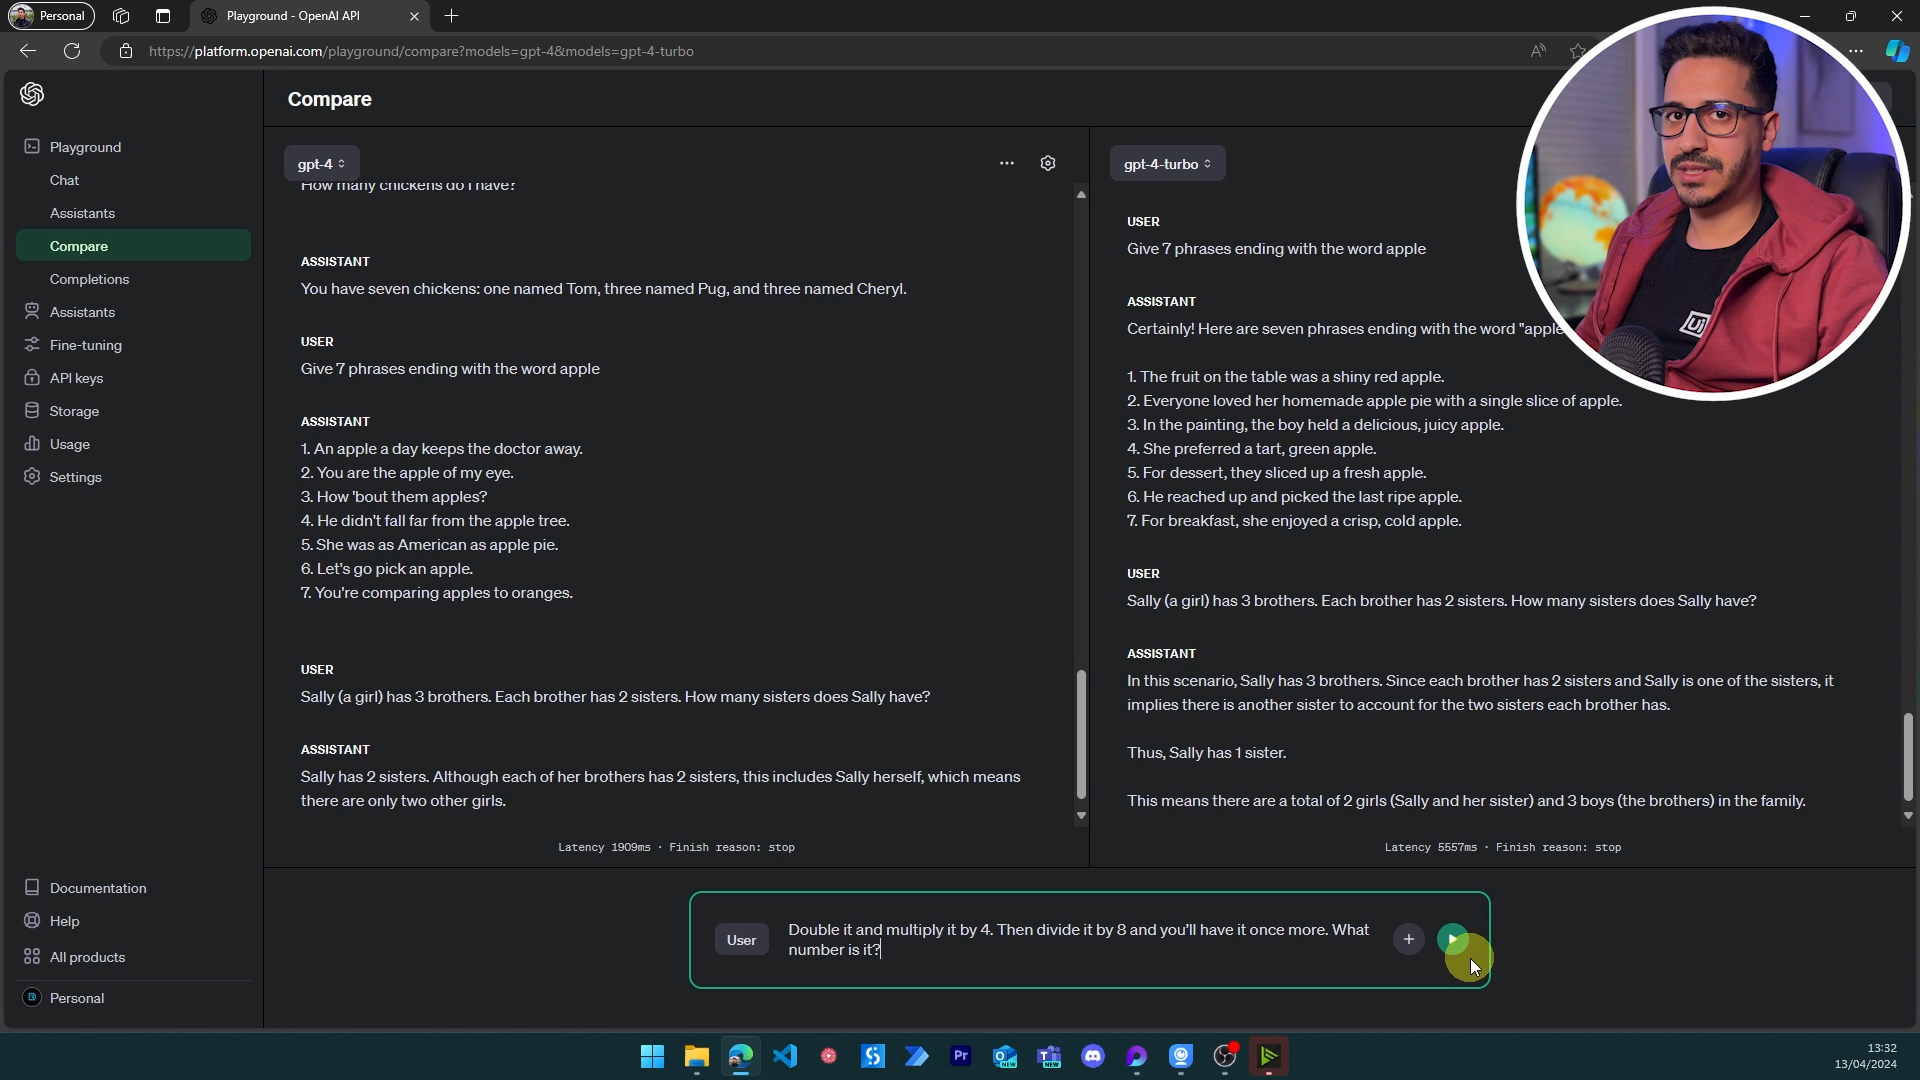 Personal
Playground - OpenAI API
https://platform.openai.com/playground/compare?models=gpt-4&models=gpt-4-turbo
Playground
Chat
Assistants
Compare
Completions
Assistants
Fine-tuning
API keys
Storage
Usage
Settings
Documentation
Help
All products
Personal
Compare
gpt-4
How many chickens do I have?
ASSISTANT
You have seven chickens: one named Tom, three named Pug, and three named Cheryl.
USER
Give 7 phrases ending with the word apple
ASSISTANT
1. An apple a day keeps the doctor away.
2. You are the apple of my eye.
3. How 'bout them apples?
4. He didn't fall far from the apple tree.
5. She was as American as apple pie.
6. Let's go pick an apple.
7. You're comparing apples to oranges.
USER
Sally (a girl) has 3 brothers. Each brother has 2 sisters. How many sisters does Sally have?
ASSISTANT
Sally has 2 sisters. Although each of her brothers has 2 sisters, this includes Sally herself, which means
there are only two other girls.
Latency 1909ms · Finish reason: stop
gpt-4-turbo
USER
Give 7 phrases ending with the word apple
ASSISTANT
Certainly! Here are seven phrases ending with the word "apple
1. The fruit on the table was a shiny red apple.
2. Everyone loved her homemade apple pie with a single slice of apple.
3. In the painting, the boy held a delicious, juicy apple.
4. She preferred a tart, green apple.
5. For dessert, they sliced up a fresh apple.
6. He reached up and picked the last ripe apple.
7. For breakfast, she enjoyed a crisp, cold apple.
USER
Sally (a girl) has 3 brothers. Each brother has 2 sisters. How many sisters does Sally have?
ASSISTANT
In this scenario, Sally has 3 brothers. Since each brother has 2 sisters and Sally is one of the sisters, it
implies there is another sister to account for the two sisters each brother has.
Thus, Sally has 1 sister.
This means there are a total of 2 girls (Sally and her sister) and 3 boys (the brothers) in the family.
Latency 5557ms · Finish reason: stop
User
Double it and multiply it by 4. Then divide it by 8 and you’ll have it once more. What
number is it?
Pr
NEW
NEW
13:32
13/04/2024